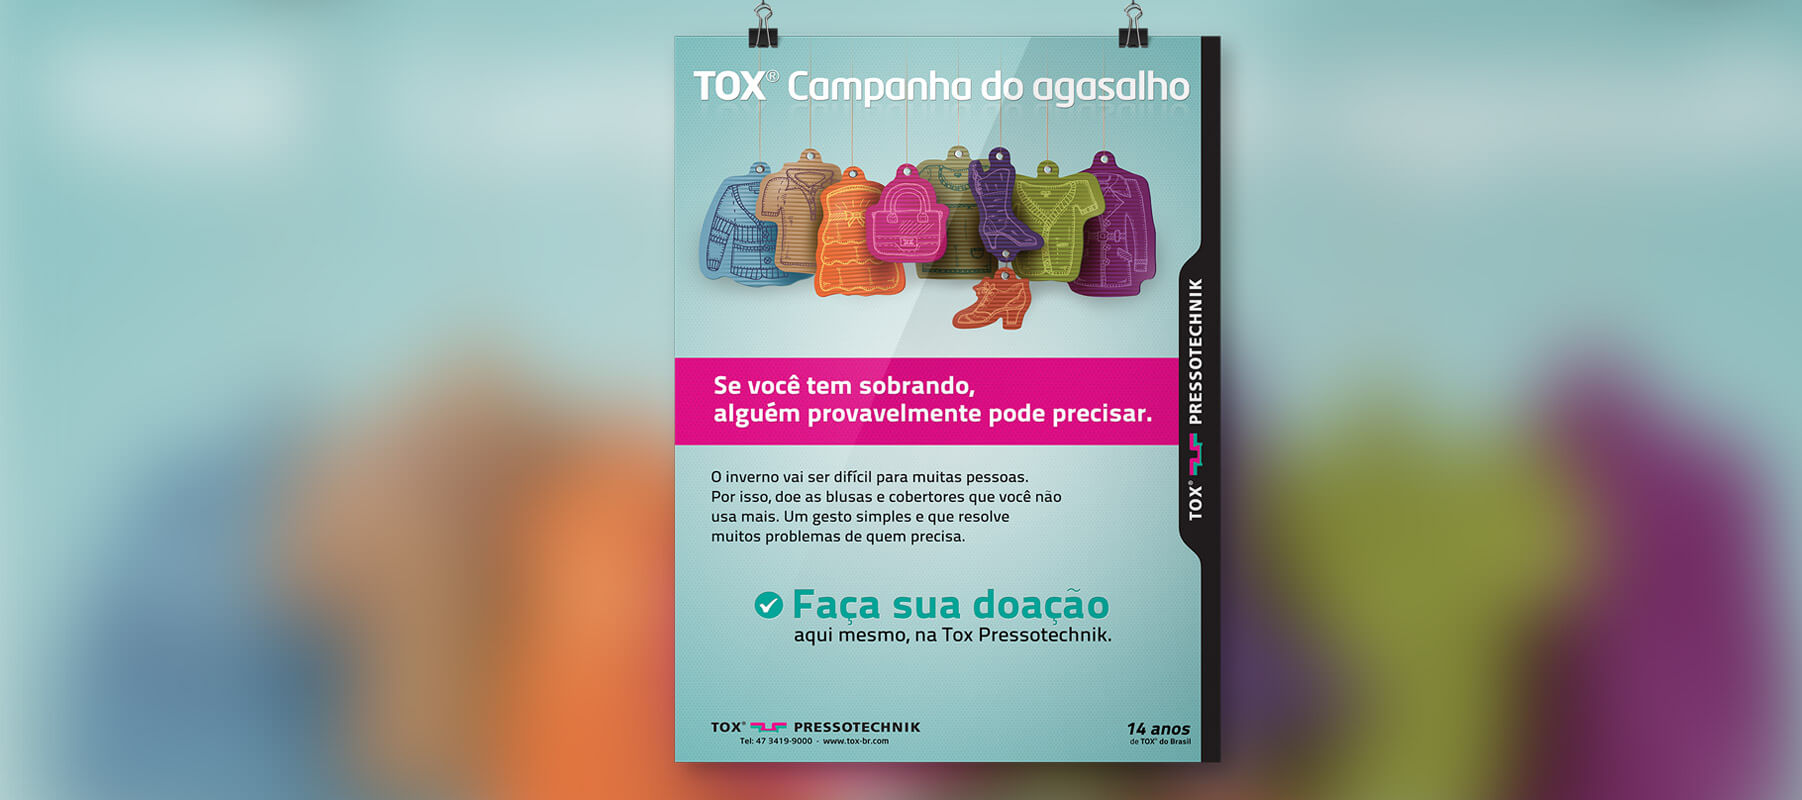 TOX® Campanha do agasalho
Se você tem sobrando,
alguém provavelmente pode precisar.
O inverno vai ser difícil para muitas pessoas.
Por isso, doe as blusas e cobertores que você não
usa mais. Um gesto simples e que resolve
muitos problemas de quem precisa.
Faça sua doação
aqui mesmo, na Tox Pressotechnik.
TOX® PRESSOTECHNIK
Tel: 47 3419-9000 - www.tox-br.com
14 anos
de TOX® do Brasil
TOX® PRESSOTECHNIK